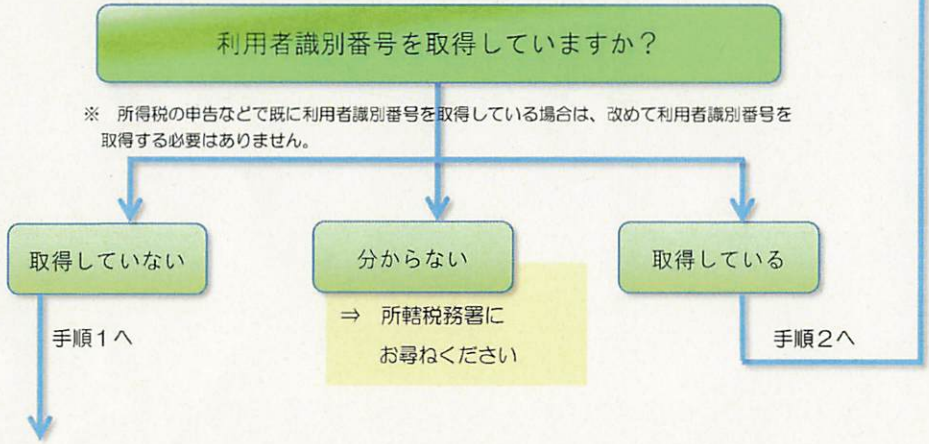 利用者識別番号を取得していますか？
※　所得税の申告などで既に利用者識別番号を取得している場合は、改めて利用者識別番号を
取得する必要はありません。
取得していない
分からない
取得している
手順１へ
⇒　所轄税務署に
お尋ねください
手順２へ